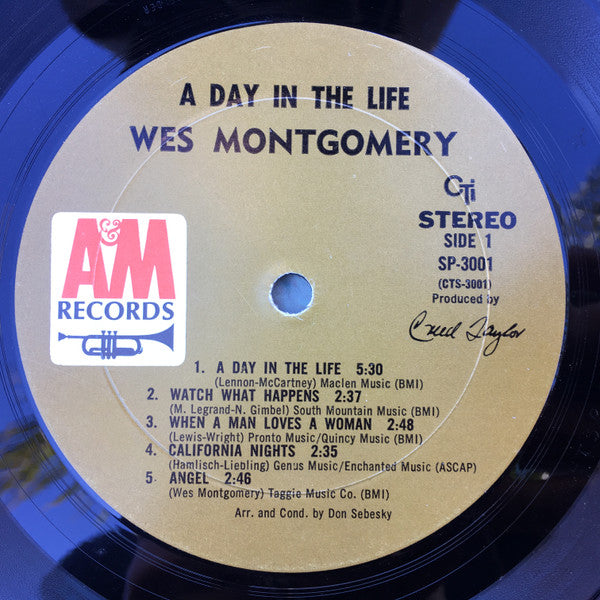 A DAY IN THE LIFE
WES MONTGOMERY
CTi
STEREO
SIDE 1
SP-3001
(CTS-3001)
Produced by
Creed Taylor
A&M
RECORDS
1. A DAY IN THE LIFE 5:30
(Lennon-McCartney) Maclen Music (BMI)
2. WATCH WHAT HAPPENS 2:37
(M. Legrand-N. Gimbel) South Mountain Music (BMI)
3. WHEN A MAN LOVES A WOMAN 2:48
(Lewis-Wright) Pronto Music/Quincy Music (BMI)
4. CALIFORNIA NIGHTS 2:35
(Hamlisch-Liebling) Genus Music/Enchanted Music (ASCAP)
5. ANGEL 2:46
(Wes Montgomery) Taggie Music Co. (BMI)
Arr. and Cond. by Don Sebesky